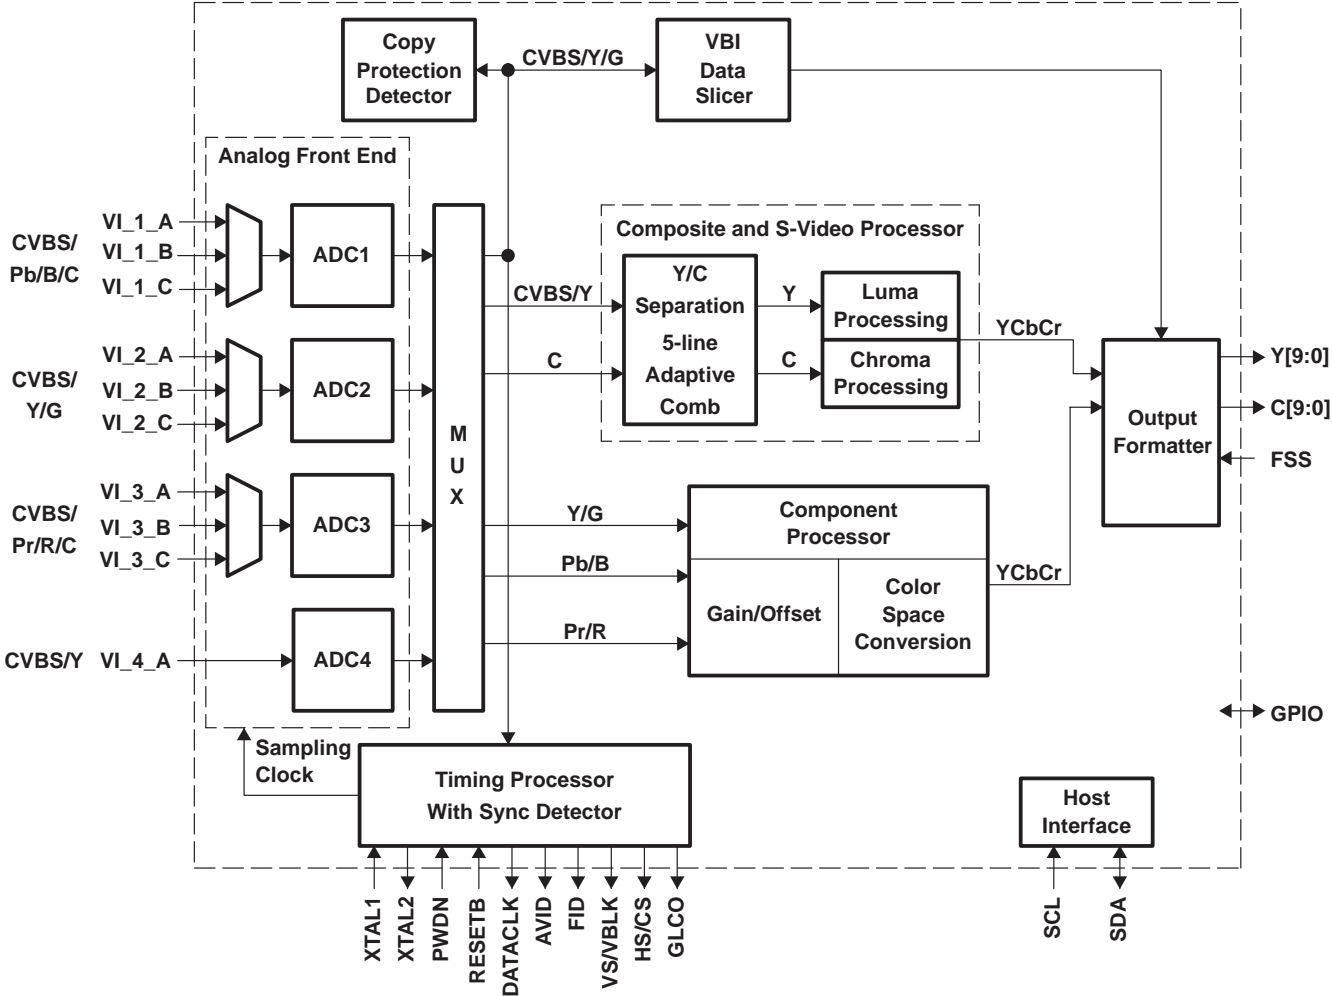 Copy
Protection
Detector
CVBS/Y/G
VBI
Data
Slicer
Analog Front End
VI_1_A
VI_1_B
VI_1_C
CVBS/
Pb/B/C
ADC1
VI_2_A
VI_2_B
VI_2_C
CVBS/
Y/G
ADC2
VI_3_A
VI_3_B
VI_3_C
CVBS/
Pr/R/C
ADC3
CVBS/Y
VI_4_A
ADC4
M
U
X
CVBS/Y
C
Composite and S-Video Processor
Y/C
Separation
5-line
Adaptive
Comb
Y
C
Luma
Processing
Chroma
Processing
YCbCr
Y/G
Pb/B
Pr/R
Component
Processor
Gain/Offset
Color
Space
Conversion
YCbCr
Output
Formatter
Y[9:0]
C[9:0]
FSS
GPIO
Sampling
Clock
Timing Processor
With Sync Detector
Host
Interface
XTAL1
XTAL2
PWDN
RESETB
DATACLK
AVID
FID
VS/VBLK
HS/CS
GLCO
SCL
SDA